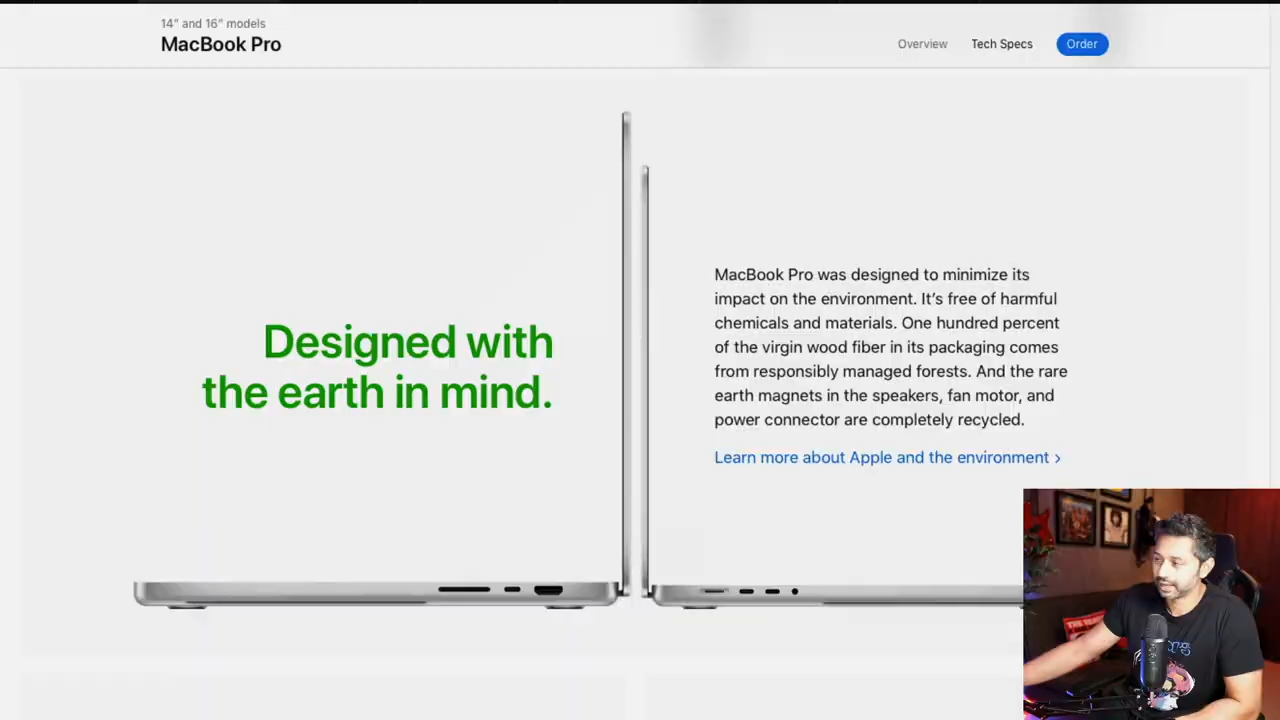 14" and 16" models
MacBook Pro
Overview
Tech Specs
Order
Designed with
the earth in mind.
MacBook Pro was designed to minimize its
impact on the environment. It’s free of harmful
chemicals and materials. One hundred percent
of the virgin wood fiber in its packaging comes
from responsibly managed forests. And the rare
earth magnets in the speakers, fan motor, and
power connector are completely recycled.
Learn more about Apple and the environment >